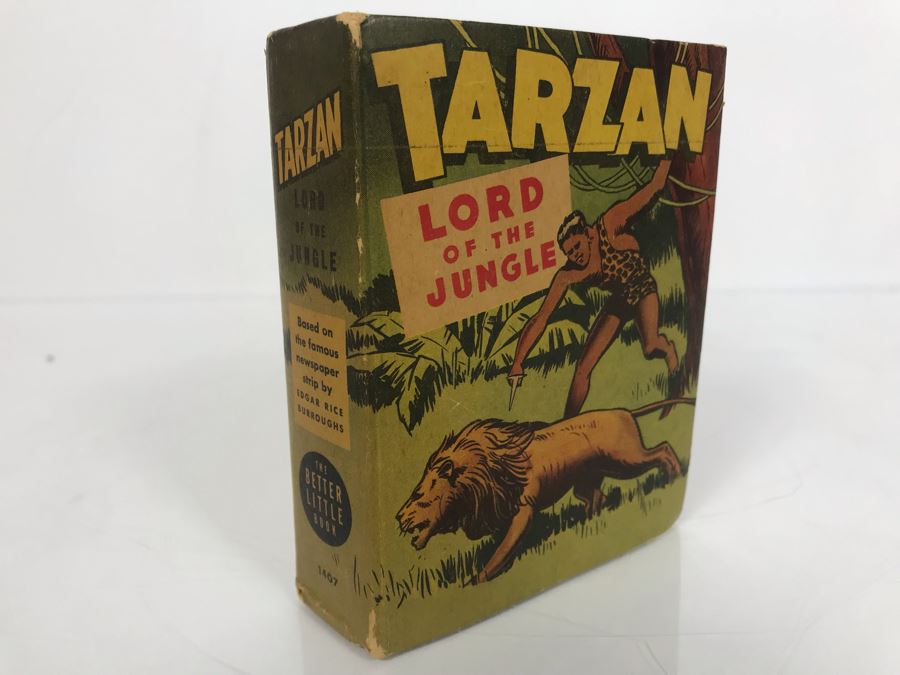 TARZAN
LORD
OF THE
JUNGLE
Based on
the famous
newspaper
strip by
EDGAR RICE
BURROUGHS
THE
BETTER
LITTLE
BOOK
1407
TARZAN
LORD
OF THE
JUNGLE